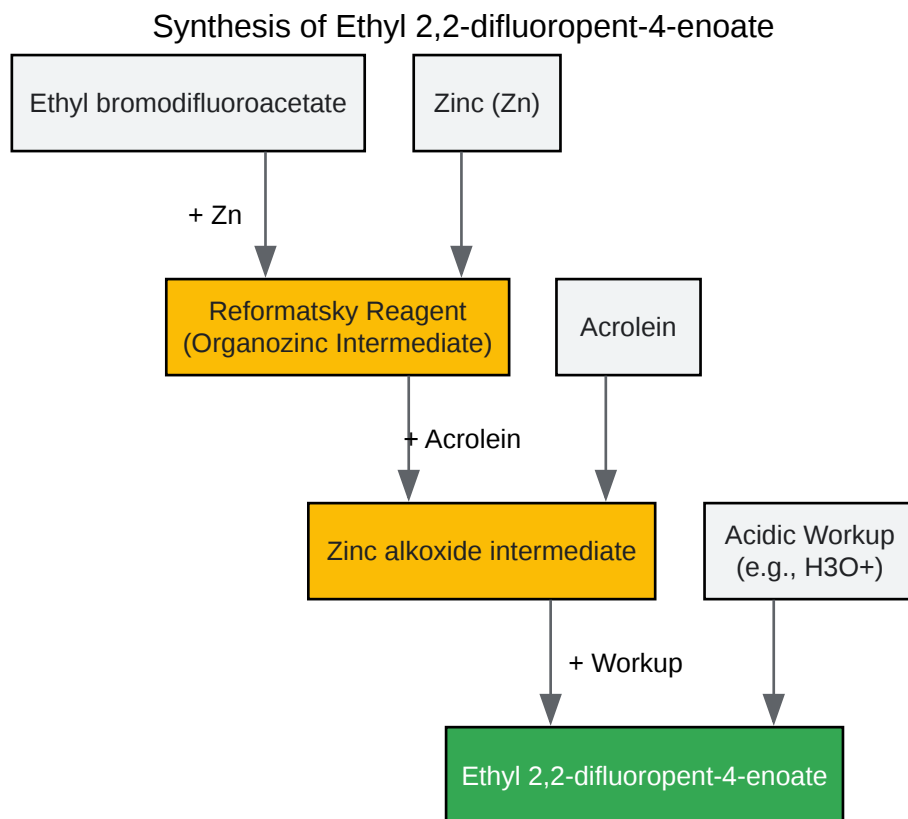 Synthesis of Ethyl 2,2-difluoropent-4-enoate
Ethyl bromodifluoroacetate
Zinc (Zn)
+ Zn
Reformatsky Reagent
(Organozinc Intermediate)
Acrolein
+ Acrolein
Zinc alkoxide intermediate
Acidic Workup
(e.g., H3O+)
+ Workup
Ethyl 2,2-difluoropent-4-enoate